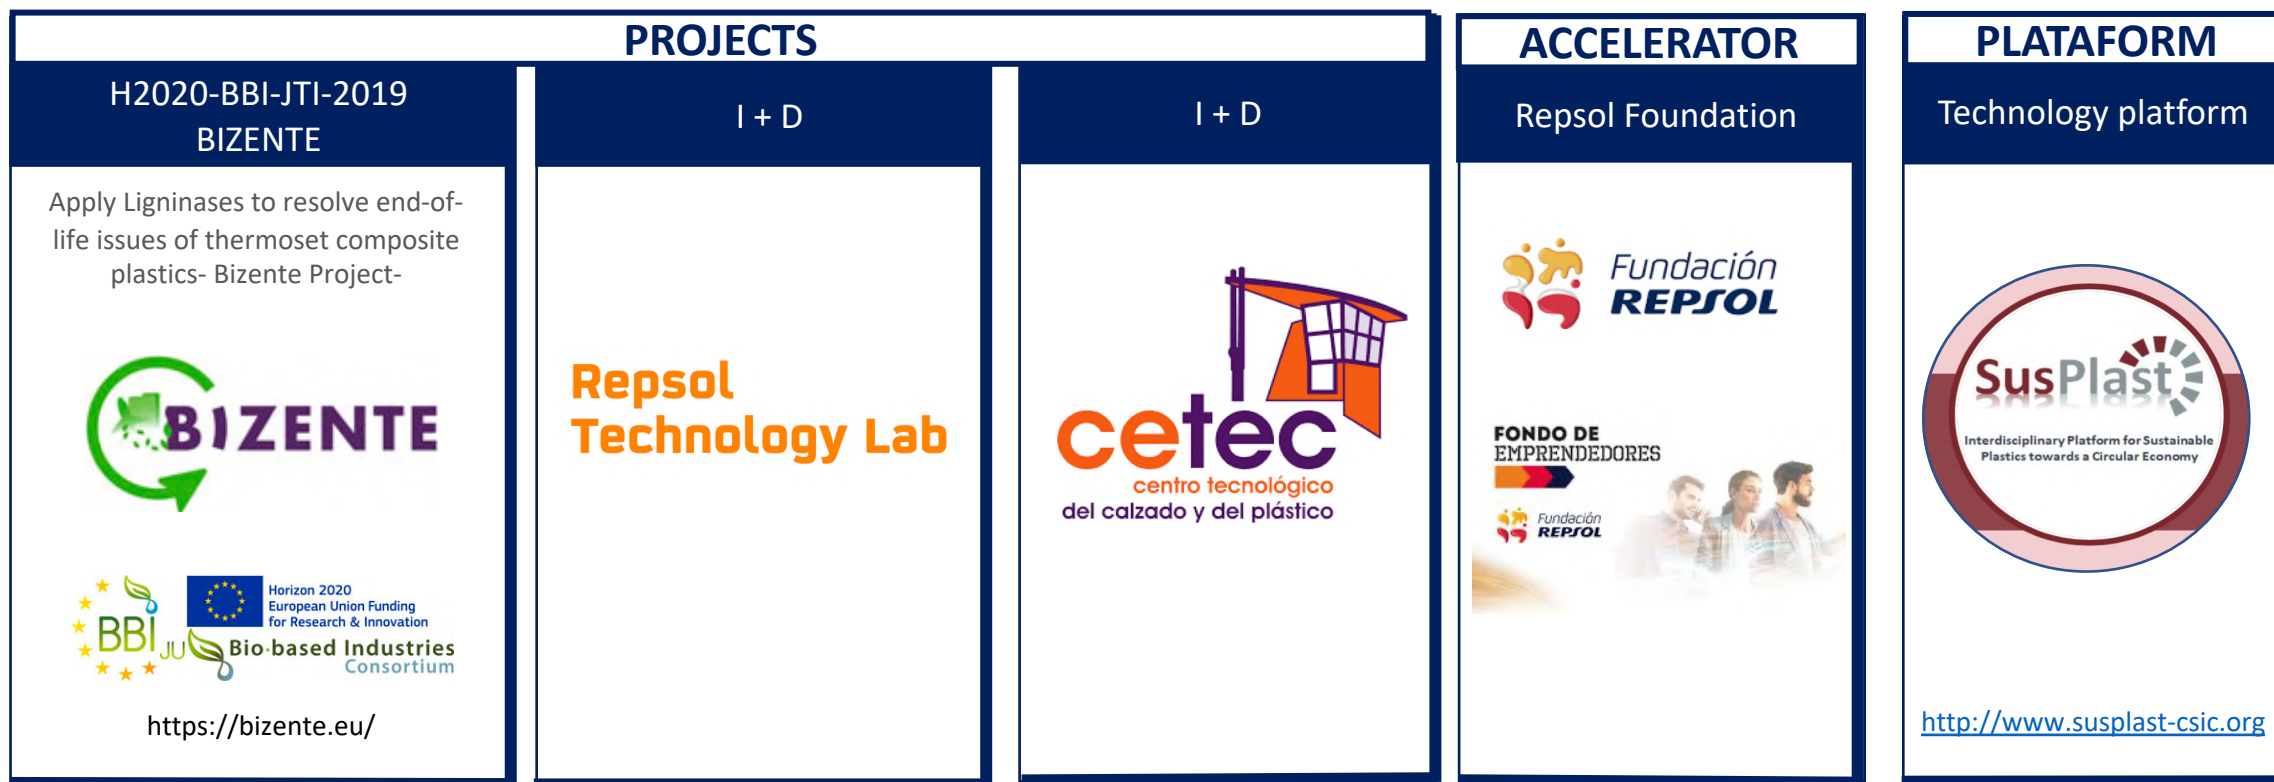 PROJECTS
H2020-BBI-JTI-2019
BIZENTE
Apply Ligninases to resolve end-of-
life issues of thermoset composite
plastics- Bizente Project-
BIZENTE
BBI JU
Horizon 2020
European Union Funding
for Research & Innovation
Bio-based Industries
Consortium
https://bizente.eu/
I + D
Repsol
Technology Lab
I + D
cetec
centro tecnológico
del calzado y del plástico
ACCELERATOR
Repsol Foundation
Fundación
REPSOL
FONDO DE
EMPRENDEDORES
Fundación
REPSOL
PLATAFORM
Technology platform
SusPlast
Interdisciplinary Platform for Sustainable
Plastics towards a Circular Economy
http://www.susplast-csic.org